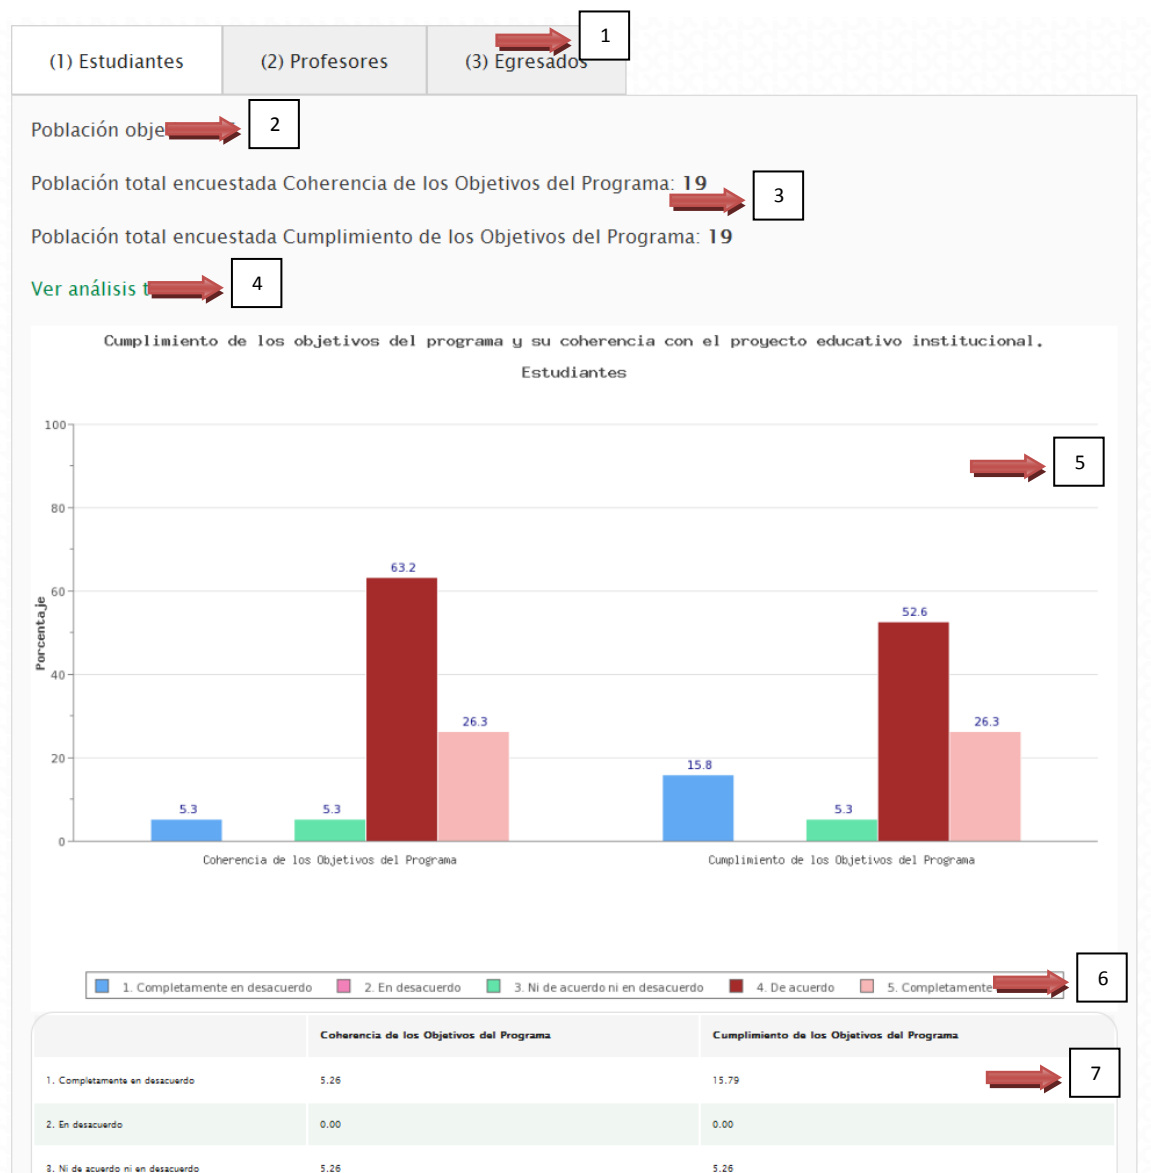 (1) Estudiantes (2) Profesores (3) Egresados 1
Población obje 2
Población total encuestada Coherencia de los Objetivos del Programa: 19
3
Población total encuestada Cumplimiento de los Objetivos del Programa: 19
Ver análisis 4
Cumplimiento de los objetivos del programa y su coherencia con el proyecto educativo institucional.
Estudiantes
100
5
80
63.2
60
52.6
Porcentaje
40
26.3 26.3
20
15.8
5.3 5.3 5.3
0
Coherencia de los Objetivos del Programa Cumplimiento de los Objetivos del Programa
1. Completamente en desacuerdo 2. En desacuerdo 3. Ni de acuerdo ni en desacuerdo 4. De acuerdo 5. Completamente 6
Coherencia de los Objetivos del Programa Cumplimiento de los Objetivos del Programa
1. Completamente en desacuerdo 5.26 15.79 7
2. En desacuerdo 0.00 0.00
3. Ni de acuerdo ni en desacuerdo 5.26 5.26